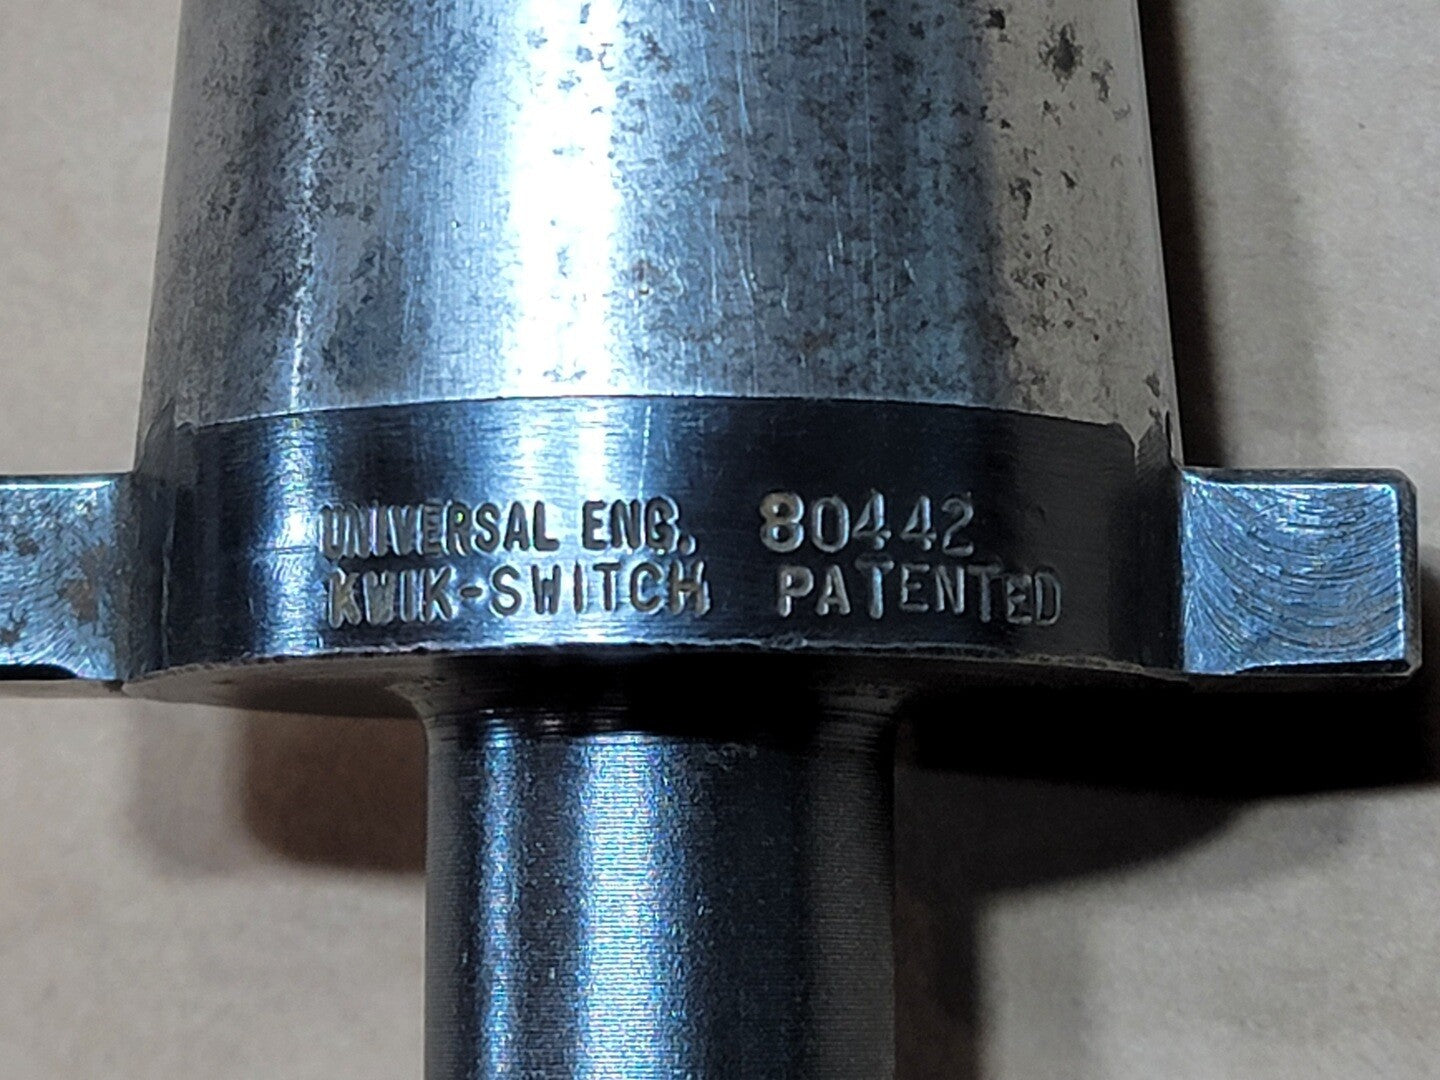 UNIVERSAL ENG. 80442
KWIK-SWITCH PATENTED